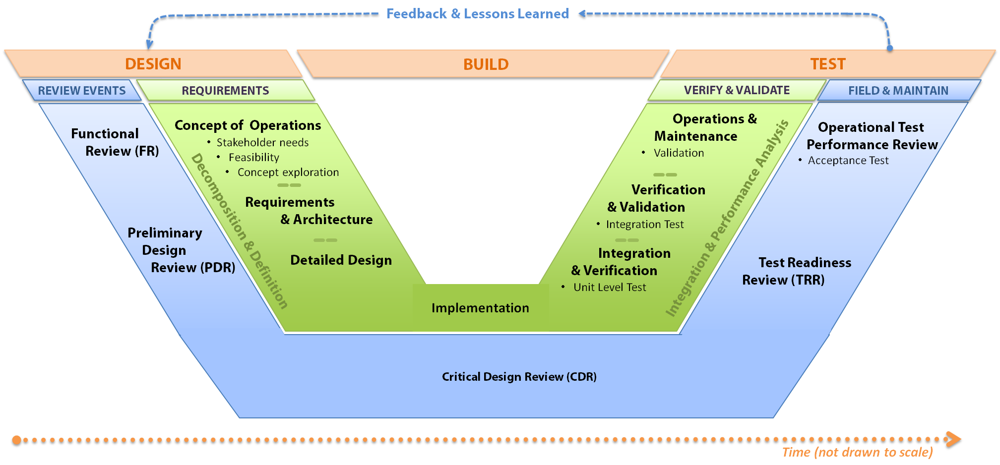 Feedback & Lessons Learned
DESIGN
BUILD
TEST
REVIEW EVENTS
REQUIREMENTS
VERIFY & VALIDATE
FIELD & MAINTAIN
Functional
Review (FR)
Preliminary
Design
Review (PDR)
Decomposition & Definition
Concept of Operations
• Stakeholder needs
• Feasibility
• Concept exploration
Requirements
& Architecture
Detailed Design
Implementation
Operations &
Maintenance
• Validation
Verification
& Validation
• Integration Test
Integration
& Verification
• Unit Level Test
Integration & Performance Analysis
Operational Test
Performance Review
• Acceptance Test
Test Readiness
Review (TRR)
Critical Design Review (CDR)
Time (not drawn to scale)